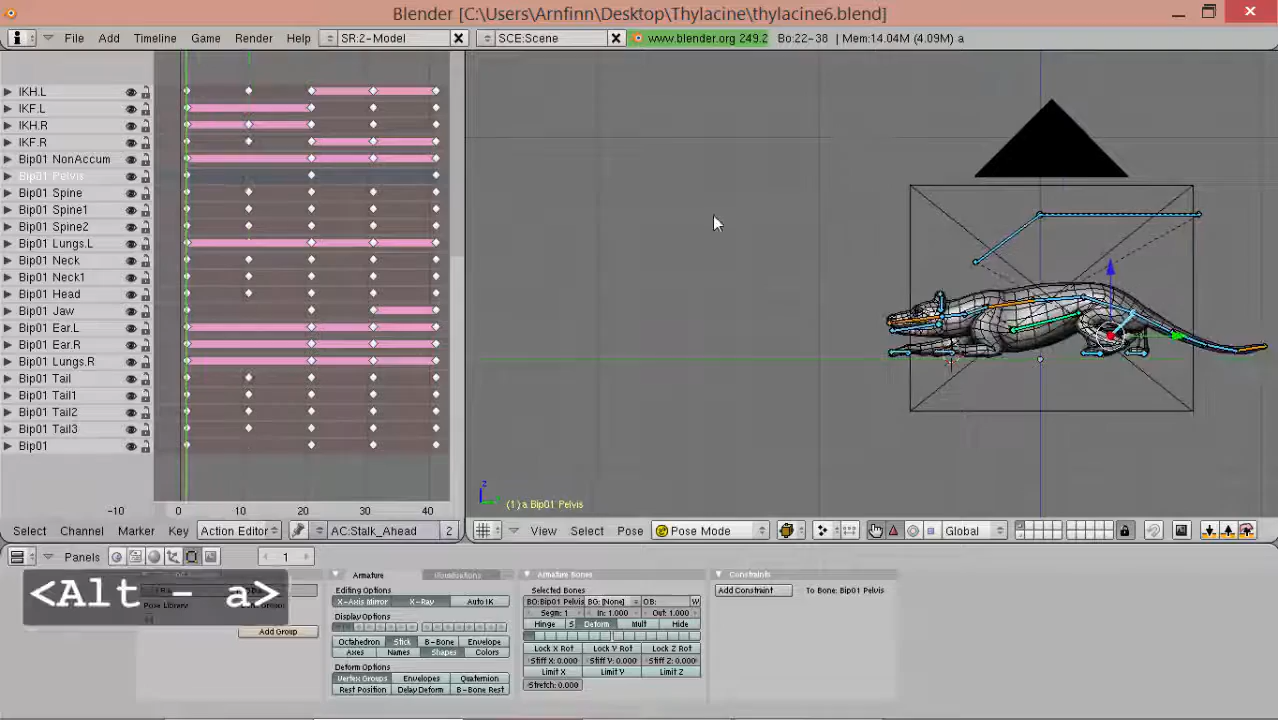 Blender [C:\Users\Arnfinn\Desktop\Thylacine\thylacine6.blend]
File Add Timeline Game Render Help SR:2-Model SCE:Scene www.blender.org 249.2 Bo:22-38 | Mem:14.04M (4.09M) a
IKH.L
IKF.L
IKH.R
IKF.R
Bip01 NonAccum
Bip01 Pelvis
Bip01 Spine
Bip01 Spine1
Bip01 Spine2
Bip01 Lungs.L
Bip01 Neck
Bip01 Neck1
Bip01 Head
Bip01 Jaw
Bip01 Ear.L
Bip01 Ear.R
Bip01 Lungs.R
Bip01 Tail
Bip01 Tail1
Bip01 Tail2
Bip01 Tail3
Bip01
z
(1) a Bip01 Pelvis
-10 0 10 20 30 40
Select Channel Marker Key Action Editor AC:Stalk_Ahead 2 View Select Pose Pose Mode Global
Panels 1
<Alt - a>
Pose Library
Add Group
Armature
Editing Options
X-Axis Mirror X-Ray Auto IK
Display Options
Octahedron Stick B-Bone Envelope
Axes Names Shapes Colors
Deform Options
Vertex Groups Envelopes Quaternion
Rest Position Delay Deform B-Bone Rest
Armature Bones
Selected Bones
BO:Bip01 Pelvis BG: [None] OB: W
Segm: 1 In: 1.000 Out: 1.000
Hinge S Deform Mult Hide
Lock X Rot Lock Y Rot Lock Z Rot
Stiff X: 0.000 Stiff Y: 0.000 Stiff Z: 0.000
Limit X Limit Y Limit Z
Stretch: 0.000
Constraints
Add Constraint To Bone: Bip01 Pelvis